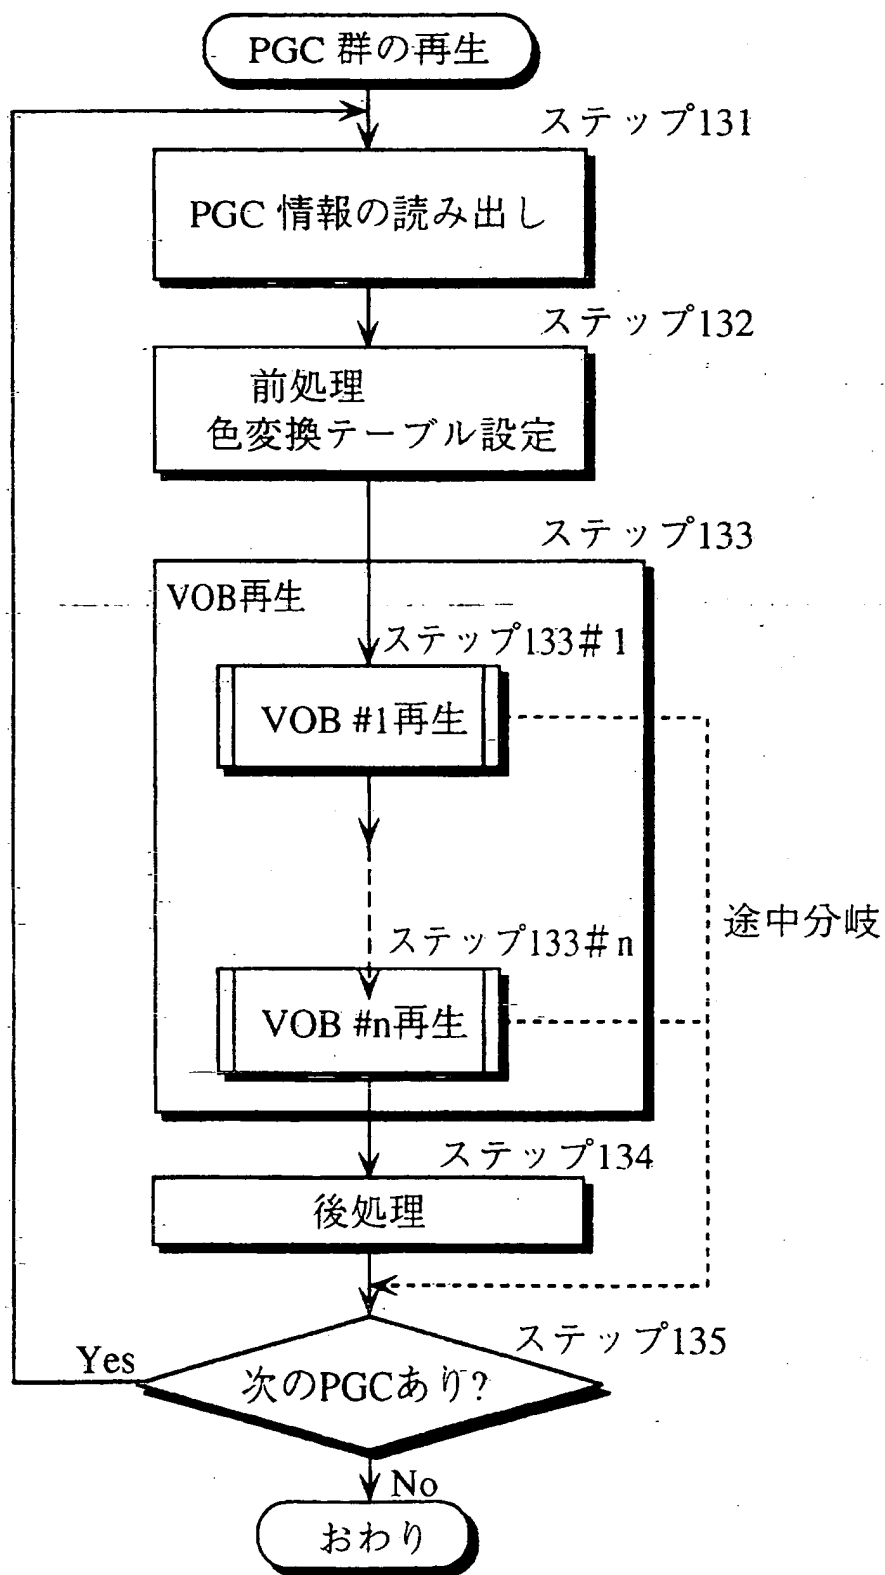 PGC 群の再生
ステップ131
PGC 情報の読み出し
ステップ132
前処理
色変換テーブル設定
ステップ133
VOB再生
ステップ133#1
VOB #1再生
途中分岐
ステップ133#n
VOB #n再生
ステップ134
後処理
ステップ135
Yes
次のPGCあり?
No
おわり